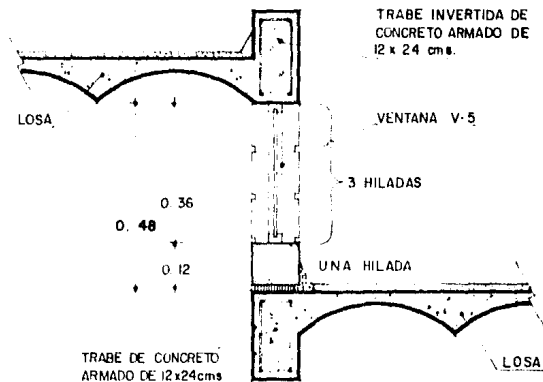 TRABE INVERTIDA DE
CONCRETO ARMADO DE
12 x 24 cms.
LOSA
VENTANA V-5
3 HILADAS
0.36
0.48
0.12
UNA HILADA
TRABE DE CONCRETO
ARMADO DE 12x24cms
LOSA